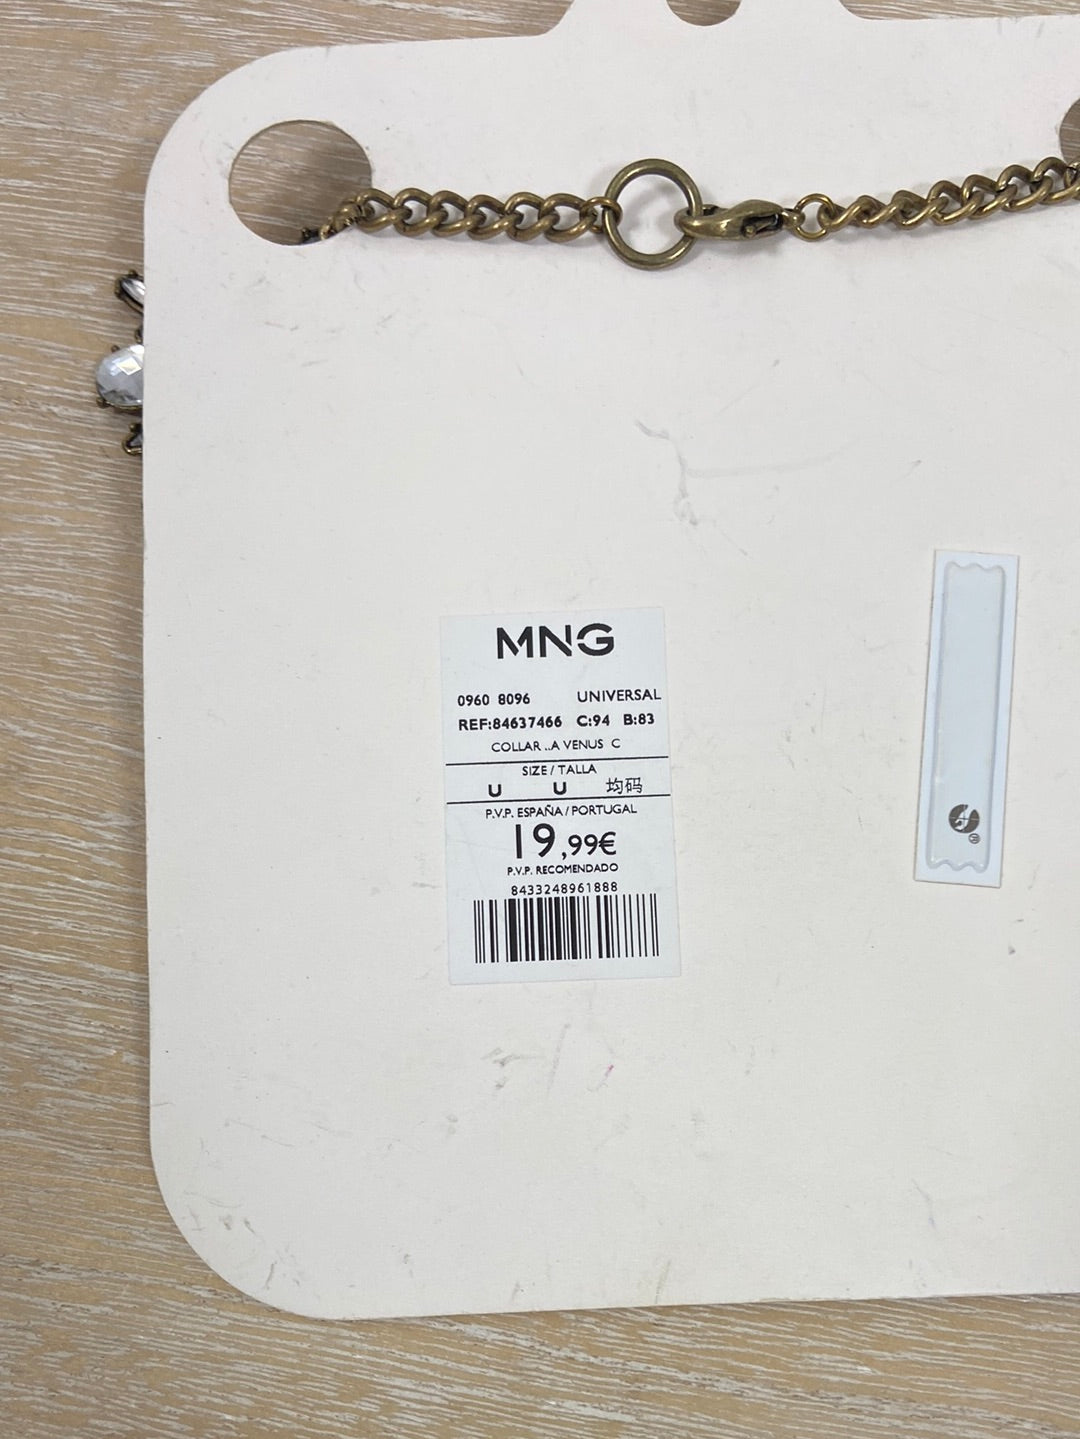 MNG
0960 8096 UNIVERSAL
REF:84637466 C:94 B:83
COLLAR ..A VENUS C
SIZE / TALLA
U U 均码
P.V.P. ESPAÑA / PORTUGAL
19,99€
P.V.P. RECOMENDADO
8433248961888
®